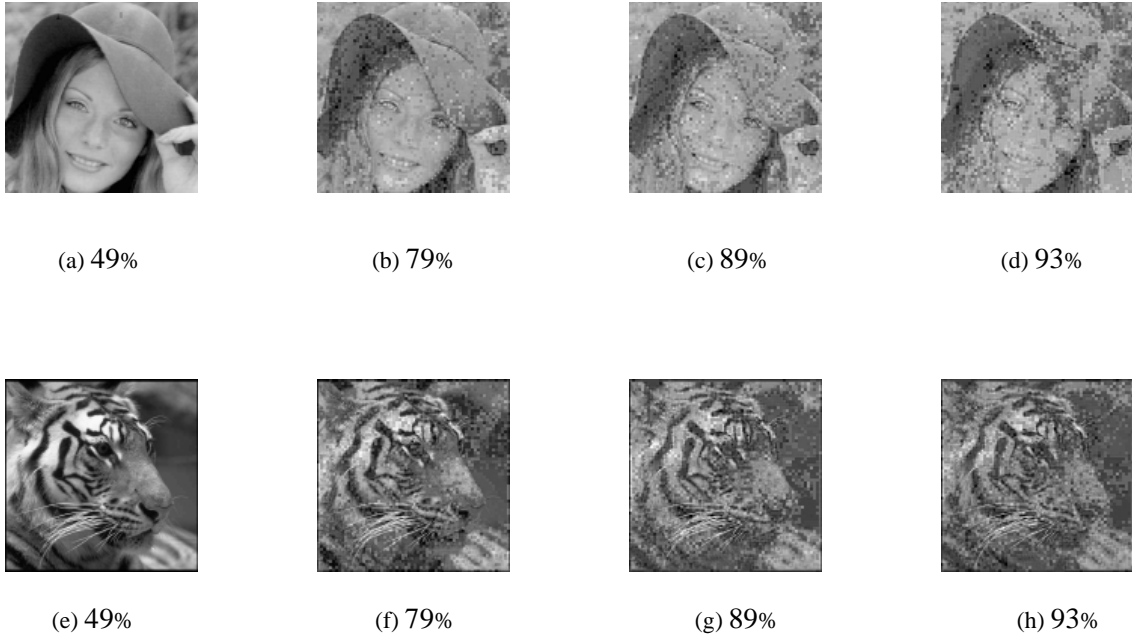 (a) 49%
(b) 79%
(c) 89%
(d) 93%
(e) 49%
(f) 79%
(g) 89%
(h) 93%